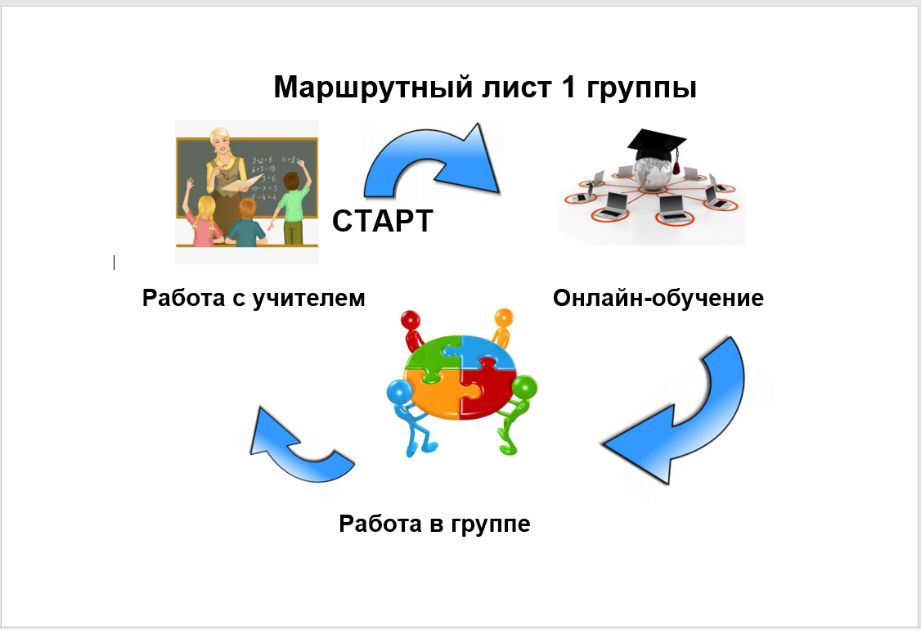 Маршрутный лист 1 группы
СТАРТ
Работа с учителем
Онлайн-обучение
Работа в группе